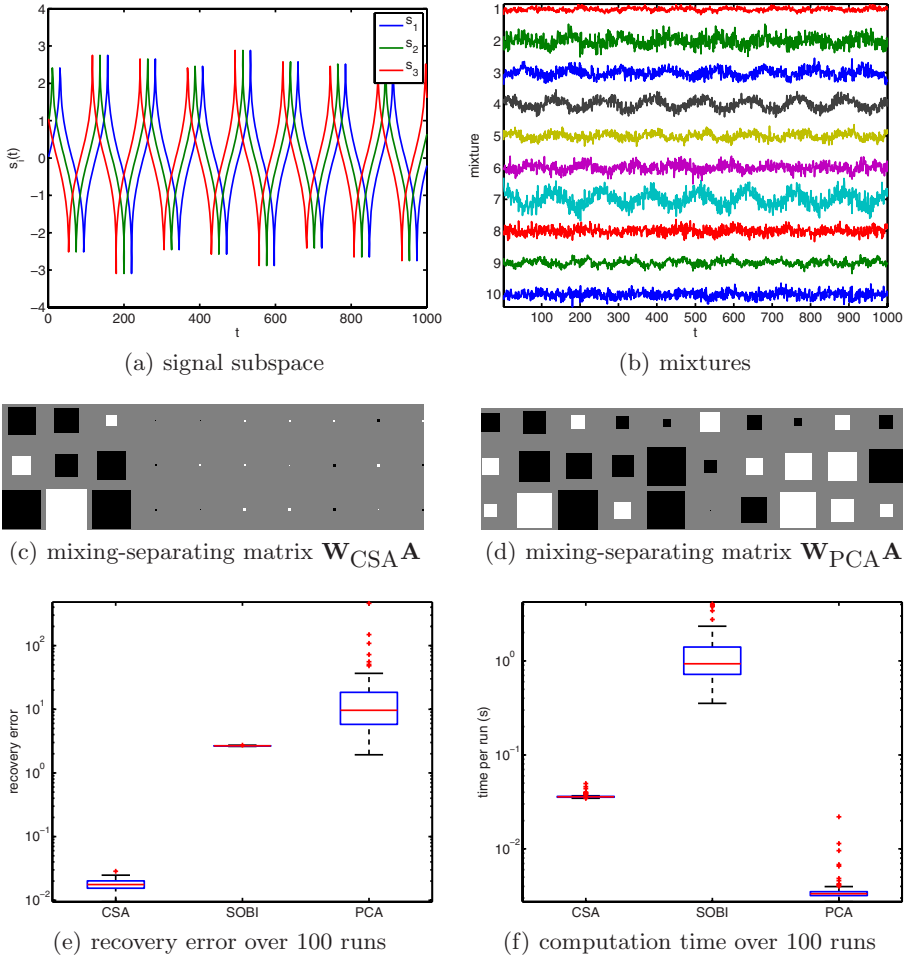 4
3
2
1
0
−1
−2
−3
−4
s_i(t)
s_1
s_2
s_3
0 200 400 600 800 1000
t
(a) signal subspace
1
2
3
4
5
6
7
8
9
10
mixture
100 200 300 400 500 600 700 800 900 1000
t
(b) mixtures
(c) mixing-separating matrix W_CSA A
(d) mixing-separating matrix W_PCA A
10^2
10^1
10^0
10^−1
10^−2
recovery error
CSA SOBI PCA
(e) recovery error over 100 runs
10^0
10^−1
10^−2
time per run (s)
CSA SOBI PCA
(f) computation time over 100 runs